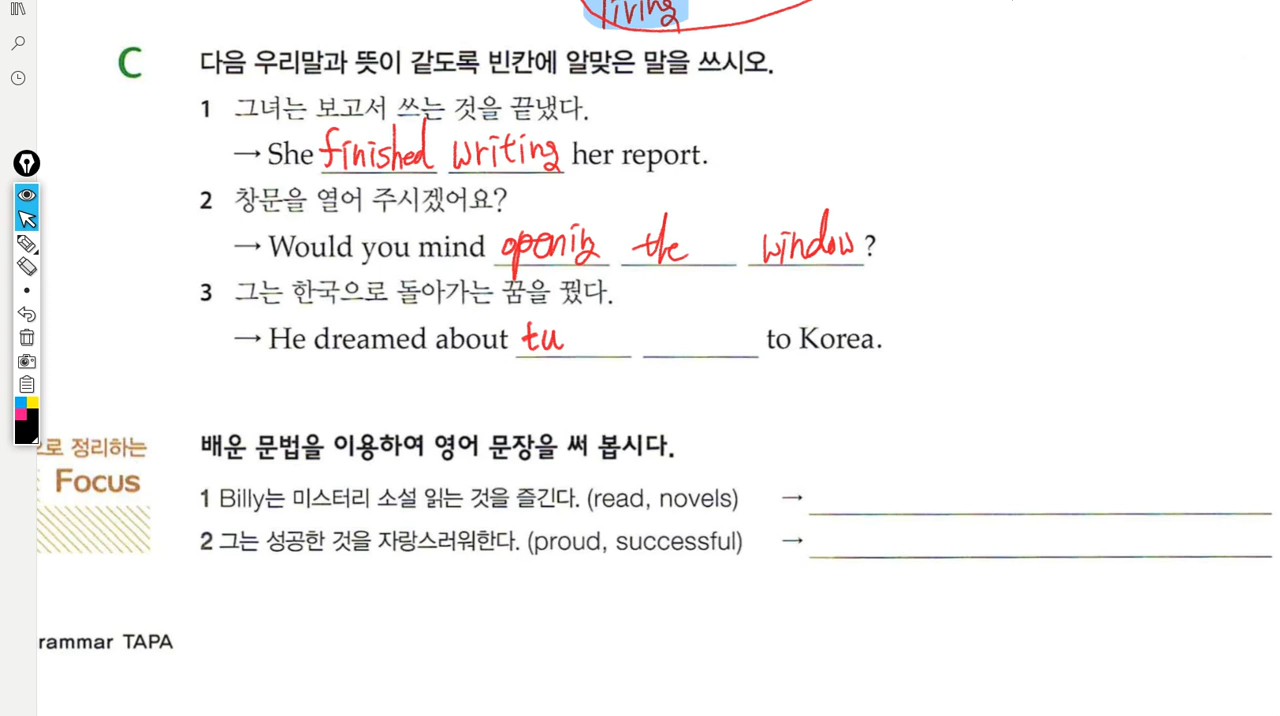 living
C 다음 우리말과 뜻이 같도록 빈칸에 알맞은 말을 쓰시오.
1 그녀는 보고서 쓰는 것을 끝냈다.
→ She finished writing her report.
2 창문을 열어 주시겠어요?
→ Would you mind opening the window?
3 그는 한국으로 돌아가는 꿈을 꿨다.
→ He dreamed about tu to Korea.
로 정리하는
Focus
배운 문법을 이용하여 영어 문장을 써 봅시다.
1 Billy는 미스터리 소설 읽는 것을 즐긴다. (read, novels) →
2 그는 성공한 것을 자랑스러워한다. (proud, successful) →
rammar TAPA